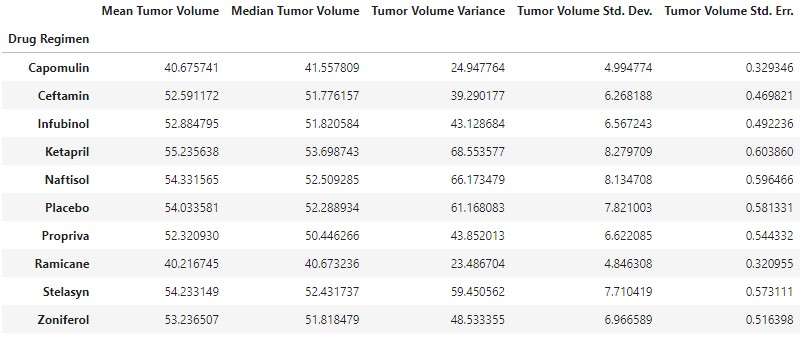 Mean Tumor Volume Median Tumor Volume Tumor Volume Variance Tumor Volume Std. Dev. Tumor Volume Std. Err.
Drug Regimen
Capomulin 40.675741 41.557809 24.947764 4.994774 0.329346
Ceftamin 52.591172 51.776157 39.290177 6.268188 0.469821
Infubinol 52.884795 51.820584 43.128684 6.567243 0.492236
Ketapril 55.235638 53.698743 68.553577 8.279709 0.603860
Naftisol 54.331565 52.509285 66.173479 8.134708 0.596466
Placebo 54.033581 52.288934 61.168083 7.821003 0.581331
Propriva 52.320930 50.446266 43.852013 6.622085 0.544332
Ramicane 40.216745 40.673236 23.486704 4.846308 0.320955
Stelasyn 54.233149 52.431737 59.450562 7.710419 0.573111
Zoniferol 53.236507 51.818479 48.533355 6.966589 0.516398